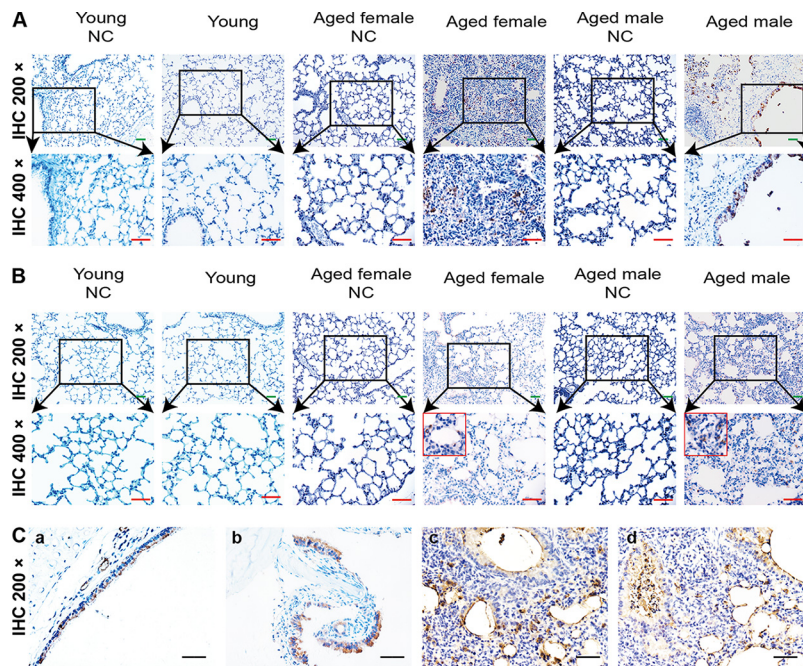 A
Young
NC
Young
Aged female
NC
Aged female
Aged male
NC
Aged male
IHC 200 ×
IHC 400 ×
B
Young
NC
Young
Aged female
NC
Aged female
Aged male
NC
Aged male
IHC 200 ×
IHC 400 ×
C
a
b
c
d
IHC 200 ×